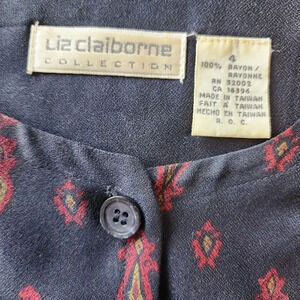 Liz claiborne
COLLECTION
4
100% RAYON /
RAYONNE
RN 52002
CA 16396
MADE IN TAIWAN
FAIT À TAIWAN
HECHO EN TAIWAN
R. O. C.